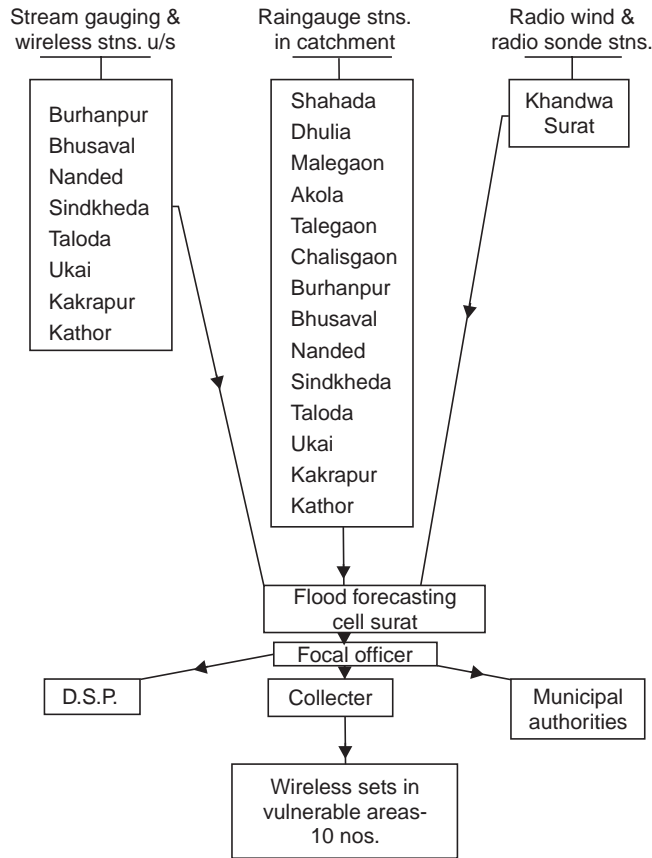 Stream gauging &
wireless stns. u/s
Raingauge stns.
in catchment
Radio wind &
radio sonde stns.
Burhanpur
Bhusaval
Nanded
Sindkheda
Taloda
Ukai
Kakrapur
Kathor
Shahada
Dhulia
Malegaon
Akola
Talegaon
Chalisgaon
Burhanpur
Bhusaval
Nanded
Sindkheda
Taloda
Ukai
Kakrapur
Kathor
Khandwa
Surat
Flood forecasting
cell surat
Focal officer
D.S.P.
Collecter
Municipal
authorities
Wireless sets in
vulnerable areas-
10 nos.